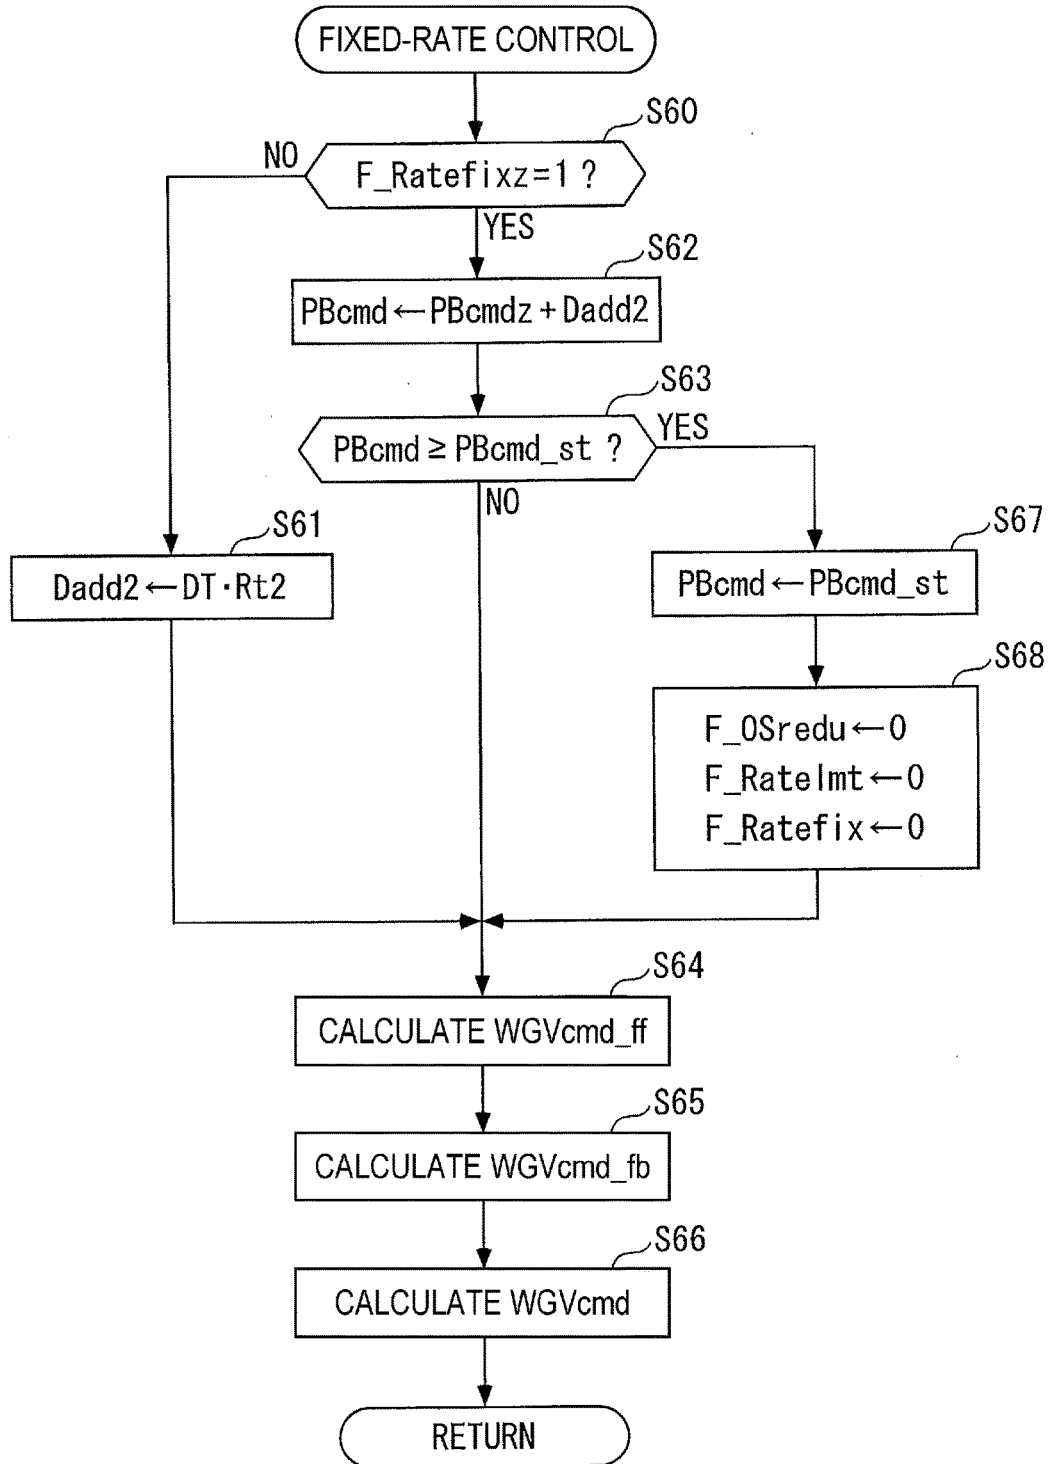 FIXED-RATE CONTROL
S60
F_Ratefixz=1 ?
NO
YES
S62
PBcmd←PBcmdz+Dadd2
S63
PBcmd≥PBcmd_st ?
YES
NO
S61
Dadd2←DT·Rt2
S67
PBcmd←PBcmd_st
S68
F_OSredu←0
F_Ratelmt←0
F_Ratefix←0
S64
CALCULATE WGVcmd_ff
S65
CALCULATE WGVcmd_fb
S66
CALCULATE WGVcmd
RETURN